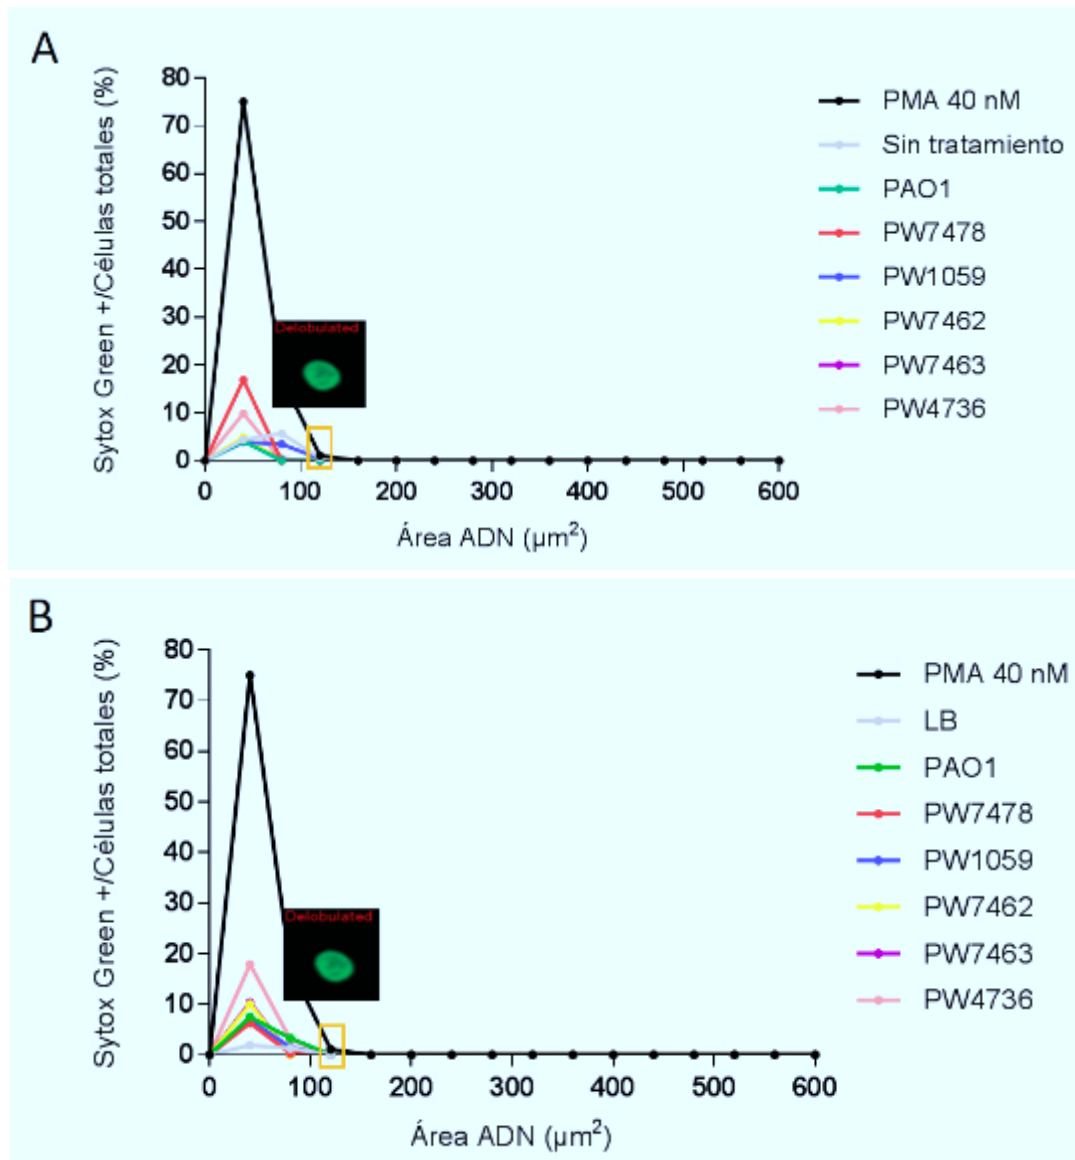 A
Sytox Green +/Células totales (%)
80
70
60
50
40
30
20
10
0
Delobulated
0 100 200 300 400 500 600
Área ADN (µm²)
PMA 40 nM
Sin tratamiento
PAO1
PW7478
PW1059
PW7462
PW7463
PW4736
B
Sytox Green +/Células totales (%)
80
70
60
50
40
30
20
10
0
Delobulated
0 100 200 300 400 500 600
Área ADN (µm²)
PMA 40 nM
LB
PAO1
PW7478
PW1059
PW7462
PW7463
PW4736